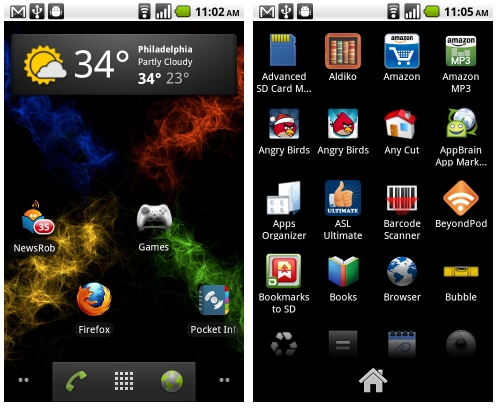 11:02 AM
34°
Philadelphia
Partly Cloudy
34° 23°
35
NewsRob
Games
Firefox
Pocket Inf
11:05 AM
Advanced
SD Card M...
Aldiko
amazon
Amazon
amazon
MP3
Amazon
MP3
Angry Birds
Angry Birds
Any Cut
AppBrain
App Mark...
Apps
Organizer
ULTIMATE
ASL
Ultimate
Barcode
Scanner
BeyondPod
Bookmarks
to SD
Books
Browser
Bubble